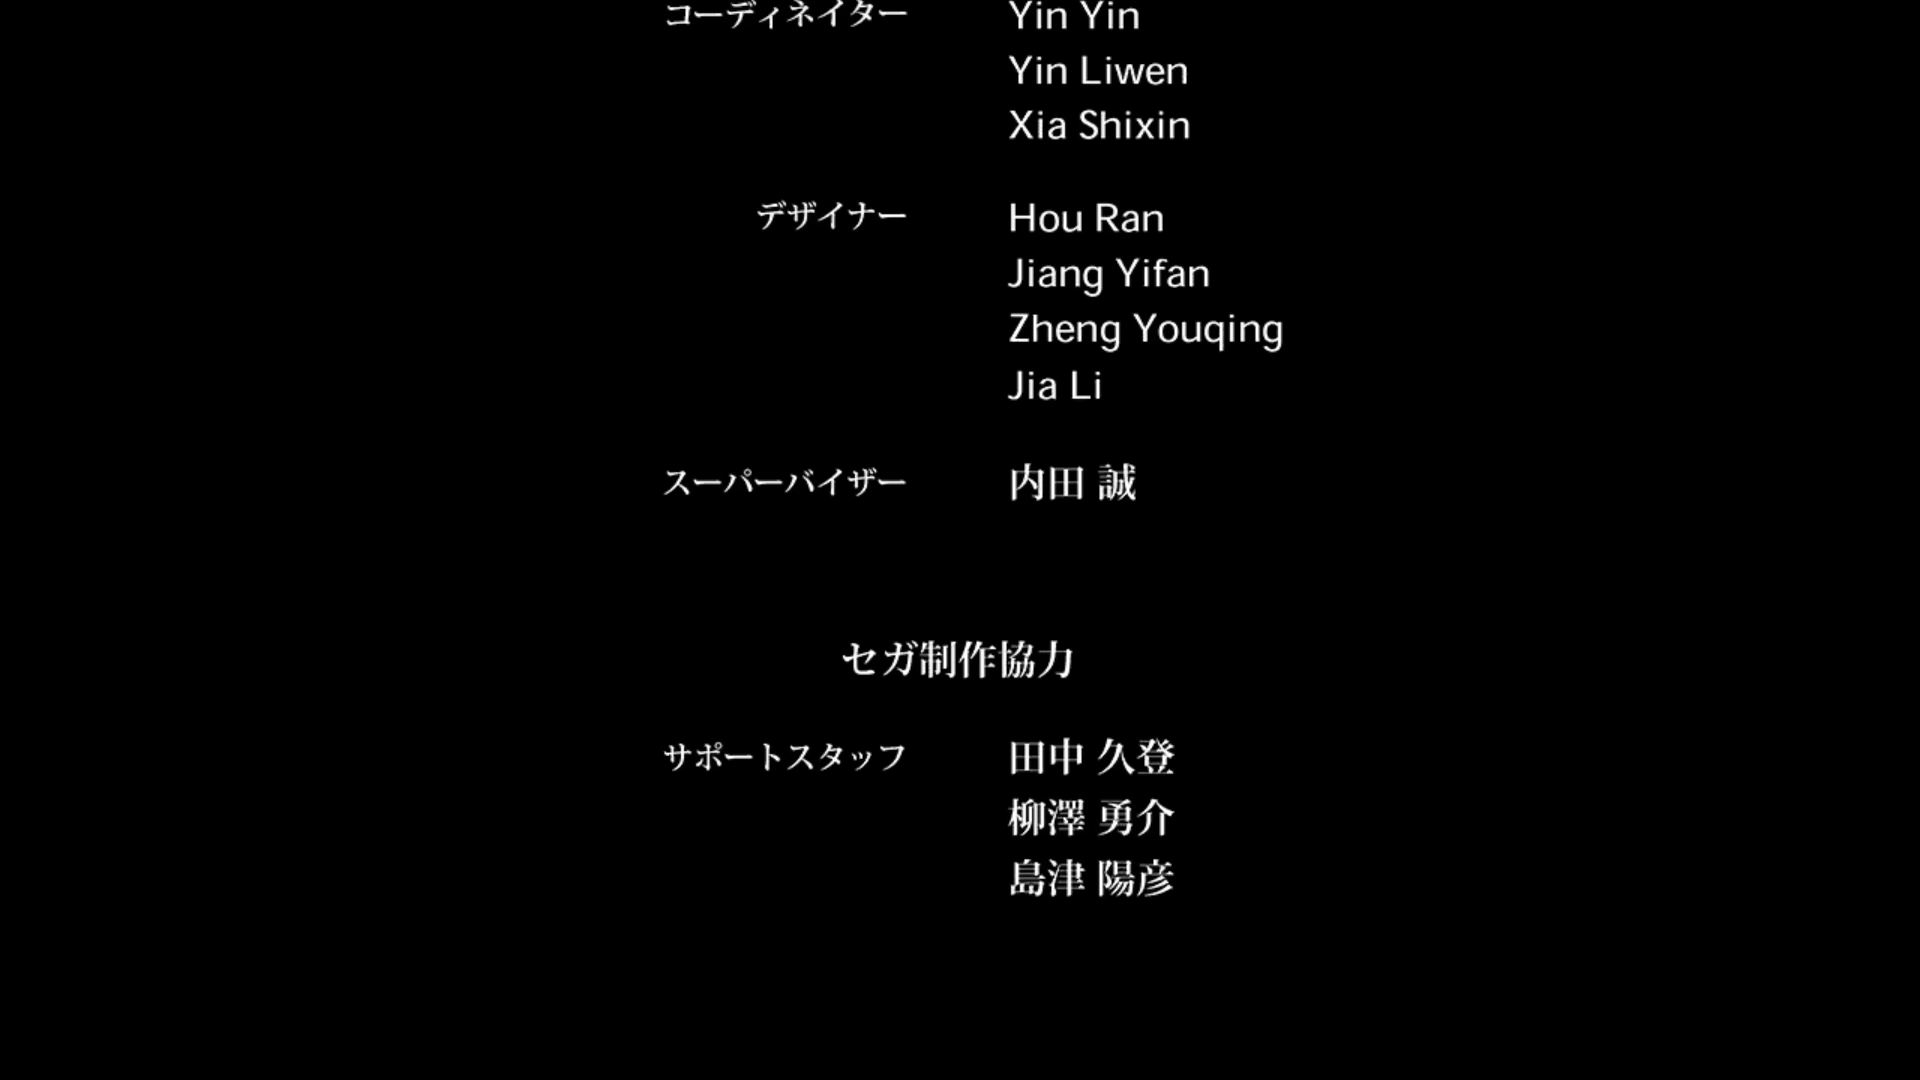 コーディネイター Yin Yin
Yin Liwen
Xia Shixin
デザイナー Hou Ran
Jiang Yifan
Zheng Youqing
Jia Li
スーパーバイザー 内田 誠
セガ制作協力
サポートスタッフ 田中 久登
柳澤 勇介
島津 陽彦